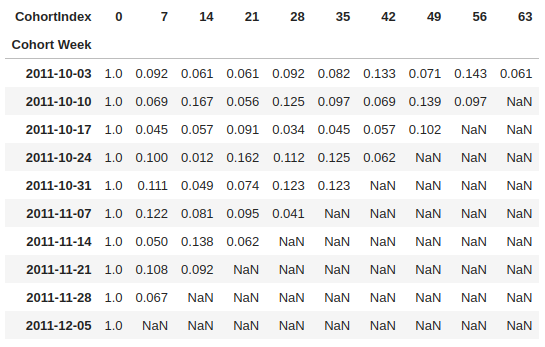 CohortIndex 0 7 14 21 28 35 42 49 56 63
Cohort Week
2011-10-03 1.0 0.092 0.061 0.061 0.092 0.082 0.133 0.071 0.143 0.061
2011-10-10 1.0 0.069 0.167 0.056 0.125 0.097 0.069 0.139 0.097 NaN
2011-10-17 1.0 0.045 0.057 0.091 0.034 0.045 0.057 0.102 NaN NaN
2011-10-24 1.0 0.100 0.012 0.162 0.112 0.125 0.062 NaN NaN NaN
2011-10-31 1.0 0.111 0.049 0.074 0.123 0.123 NaN NaN NaN NaN
2011-11-07 1.0 0.122 0.081 0.095 0.041 NaN NaN NaN NaN NaN
2011-11-14 1.0 0.050 0.138 0.062 NaN NaN NaN NaN NaN NaN
2011-11-21 1.0 0.108 0.092 NaN NaN NaN NaN NaN NaN NaN
2011-11-28 1.0 0.067 NaN NaN NaN NaN NaN NaN NaN NaN
2011-12-05 1.0 NaN NaN NaN NaN NaN NaN NaN NaN NaN